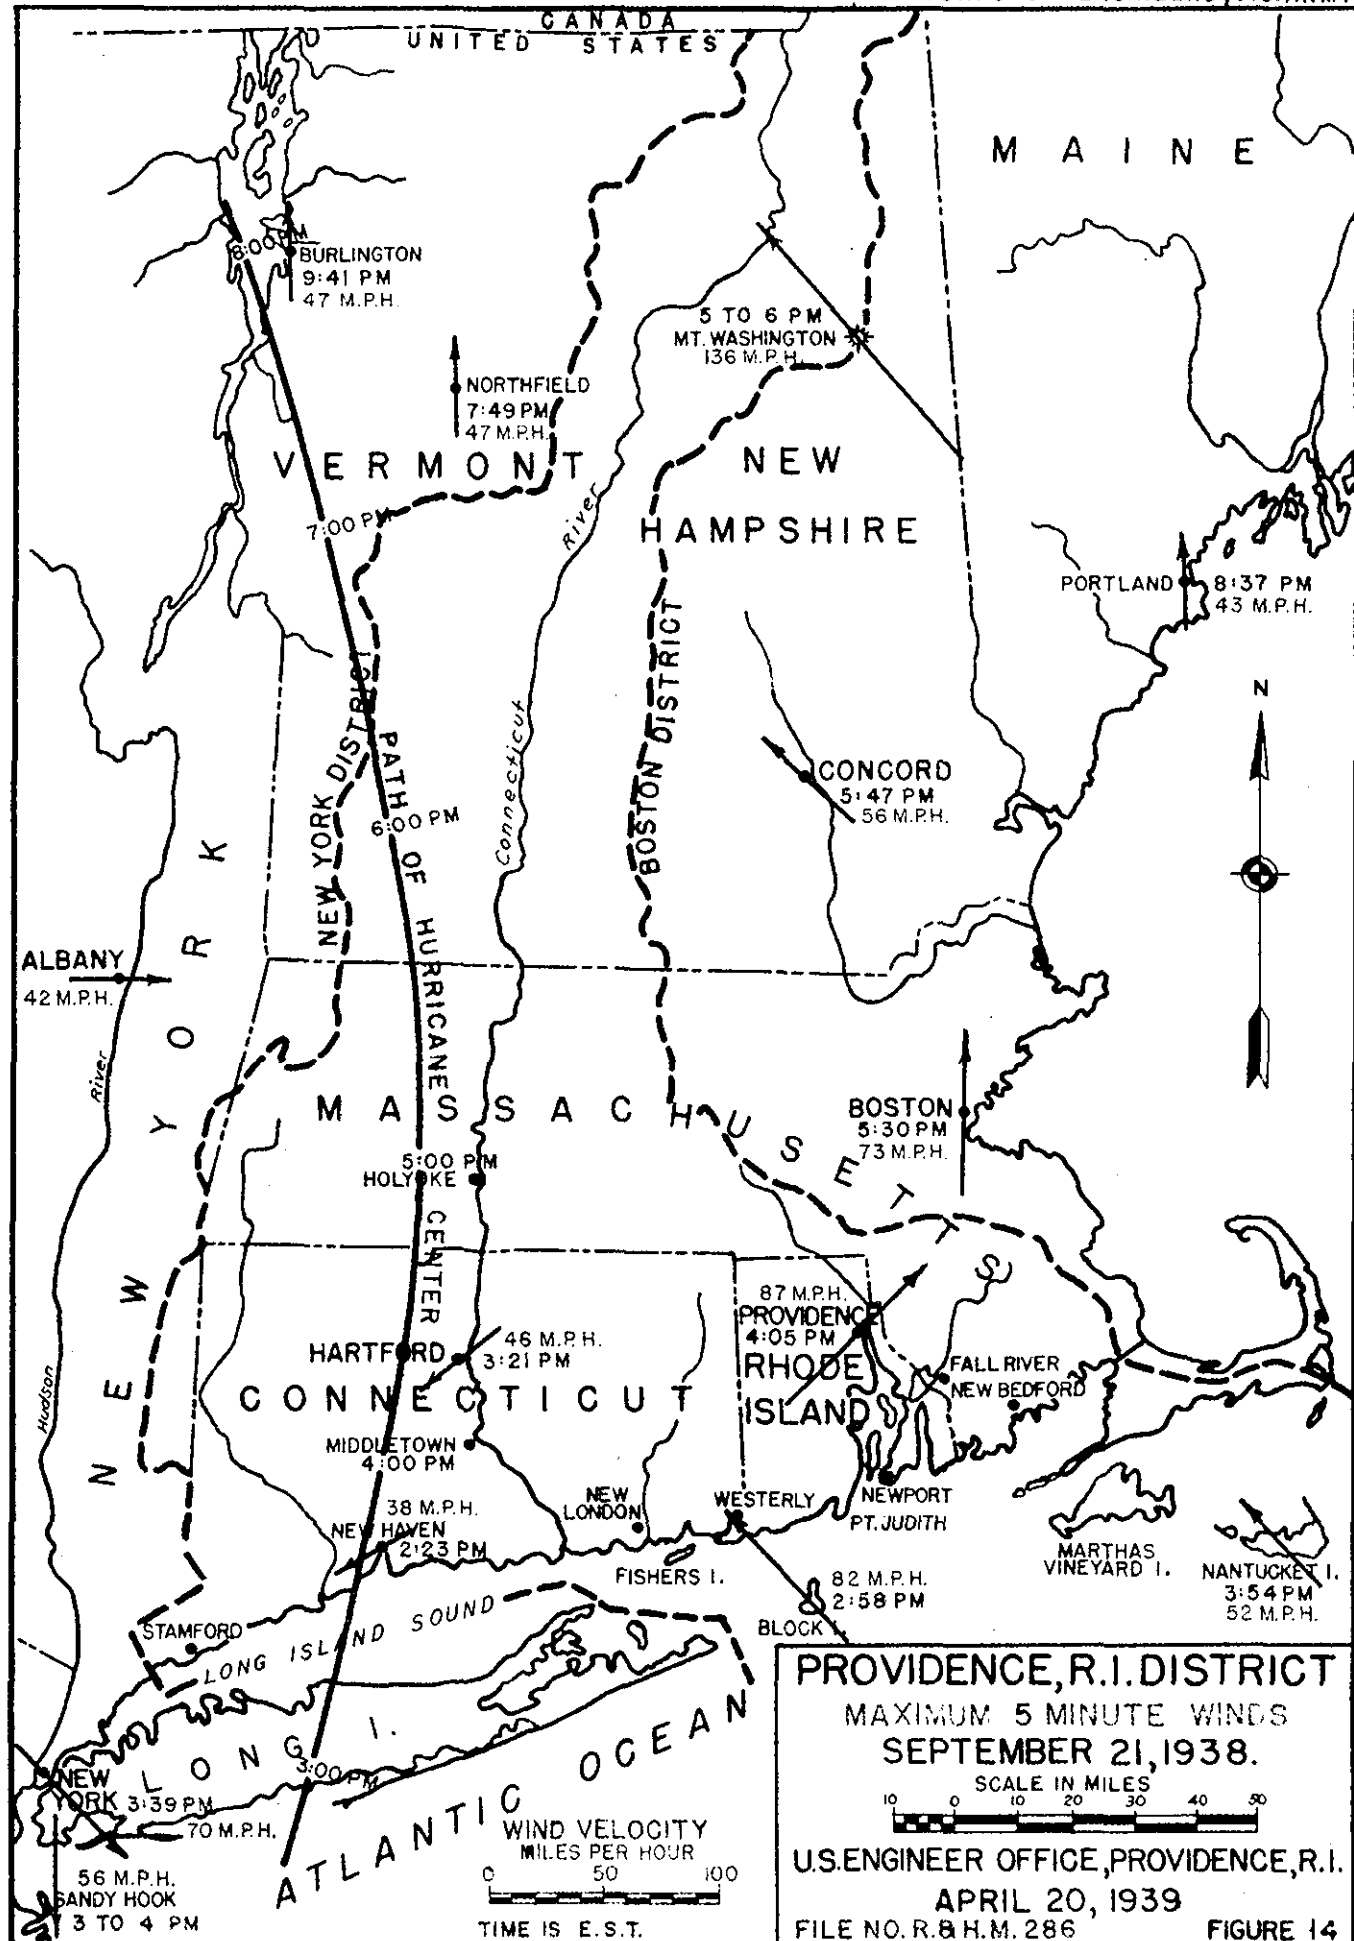 CANADA
UNITED STATES
MAINE
8:00 PM
BURLINGTON
9:41 PM
47 M.P.H.
5 TO 6 PM
MT. WASHINGTON
136 M.P.H.
NORTHFIELD
7:49 PM
47 M.P.H.
VERMONT
NEW
HAMPSHIRE
7:00 PM
River
Connecticut
PORTLAND
8:37 PM
43 M.P.H.
NEW YORK DISTRICT
BOSTON DISTRICT
PATH OF HURRICANE CENTER
N
CONCORD
5:47 PM
56 M.P.H.
6:00 PM
NEW YORK
ALBANY
42 M.P.H.
River
Hudson
MASSACHUSETTS
BOSTON
5:30 PM
73 M.P.H.
5:00 PM
HOLYOKE
87 M.P.H.
PROVIDENCE
4:05 PM
RHODE
ISLAND
46 M.P.H.
3:21 PM
HARTFORD
FALL RIVER
NEW BEDFORD
CONNECTICUT
MIDDLETOWN
4:00 PM
38 M.P.H.
NEW HAVEN
2:23 PM
NEW
LONDON
WESTERLY
NEWPORT
PT. JUDITH
MARTHAS
VINEYARD I.
NANTUCKET I.
3:54 PM
52 M.P.H.
FISHERS I.
82 M.P.H.
2:58 PM
BLOCK I.
STAMFORD
LONG ISLAND SOUND
LONG I.
3:00 PM
ATLANTIC OCEAN
NEW
YORK 3:39 PM
70 M.P.H.
56 M.P.H.
SANDY HOOK
3 TO 4 PM
WIND VELOCITY
MILES PER HOUR
0 50 100
TIME IS E.S.T.
PROVIDENCE, R.I. DISTRICT
MAXIMUM 5 MINUTE WINDS
SEPTEMBER 21, 1938.
SCALE IN MILES
10 0 10 20 30 40 50
U.S. ENGINEER OFFICE, PROVIDENCE, R.I.
APRIL 20, 1939
FILE NO. R.& H.M. 286 FIGURE 14